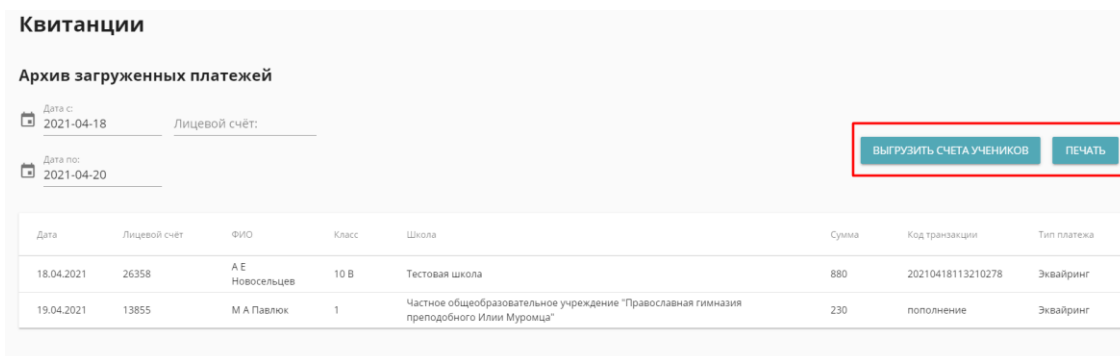 Квитанции
Архив загруженных платежей
Дата с:
2021-04-18
Лицевой счёт:
Дата по:
2021-04-20
ВЫГРУЗИТЬ СЧЕТА УЧЕНИКОВ ПЕЧАТЬ
Дата Лицевой счёт ФИО Класс Школа Сумма Код транзакции Тип платежа
18.04.2021 26358 А Е Новосельцев 10 В Тестовая школа 880 20210418113210278 Эквайринг
19.04.2021 13855 М А Павлюк 1 Частное общеобразовательное учреждение "Православная гимназия
преподобного Илии Муромца" 230 пополнение Эквайринг